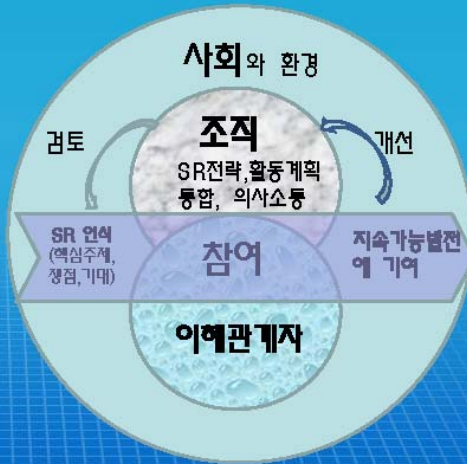 사회와 환경
검토
조직
개선
SR전략,활동계획
통합, 의사소통
SR 인식
(핵심주제,
쟁점,기대)
참여
지속가능발전
에 기여
이해관계자